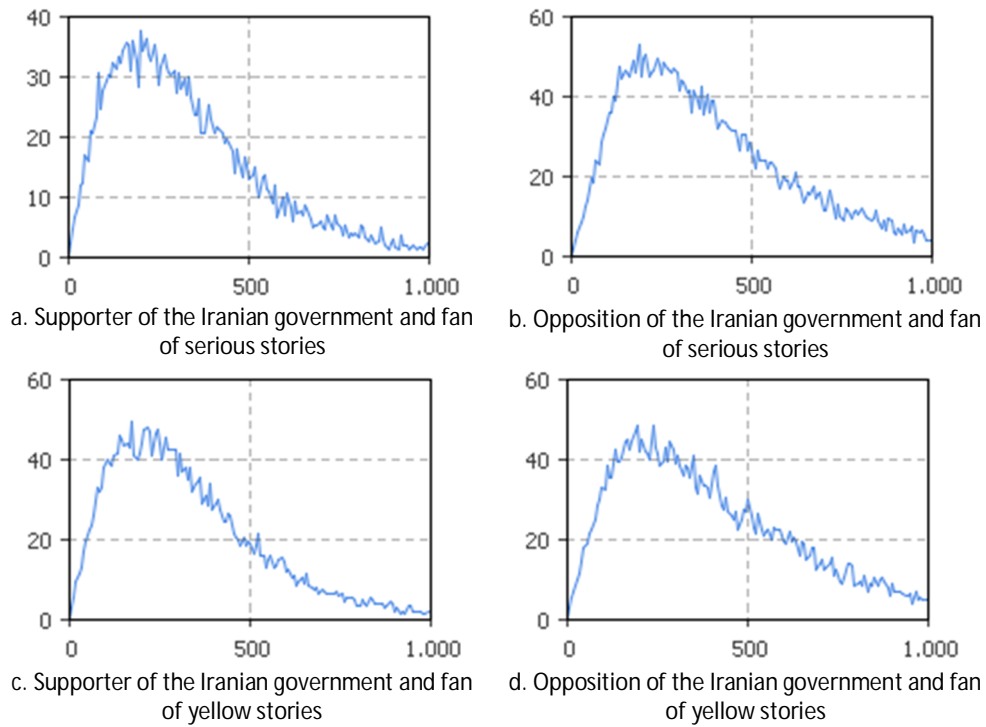 40
30
20
10
0
0 500 1.000
a. Supporter of the Iranian government and fan
of serious stories
60
40
20
0
0 500 1.000
b. Opposition of the Iranian government and fan
of serious stories
60
40
20
0
0 500 1.000
c. Supporter of the Iranian government and fan
of yellow stories
60
40
20
0
0 500 1.000
d. Opposition of the Iranian government and fan
of yellow stories